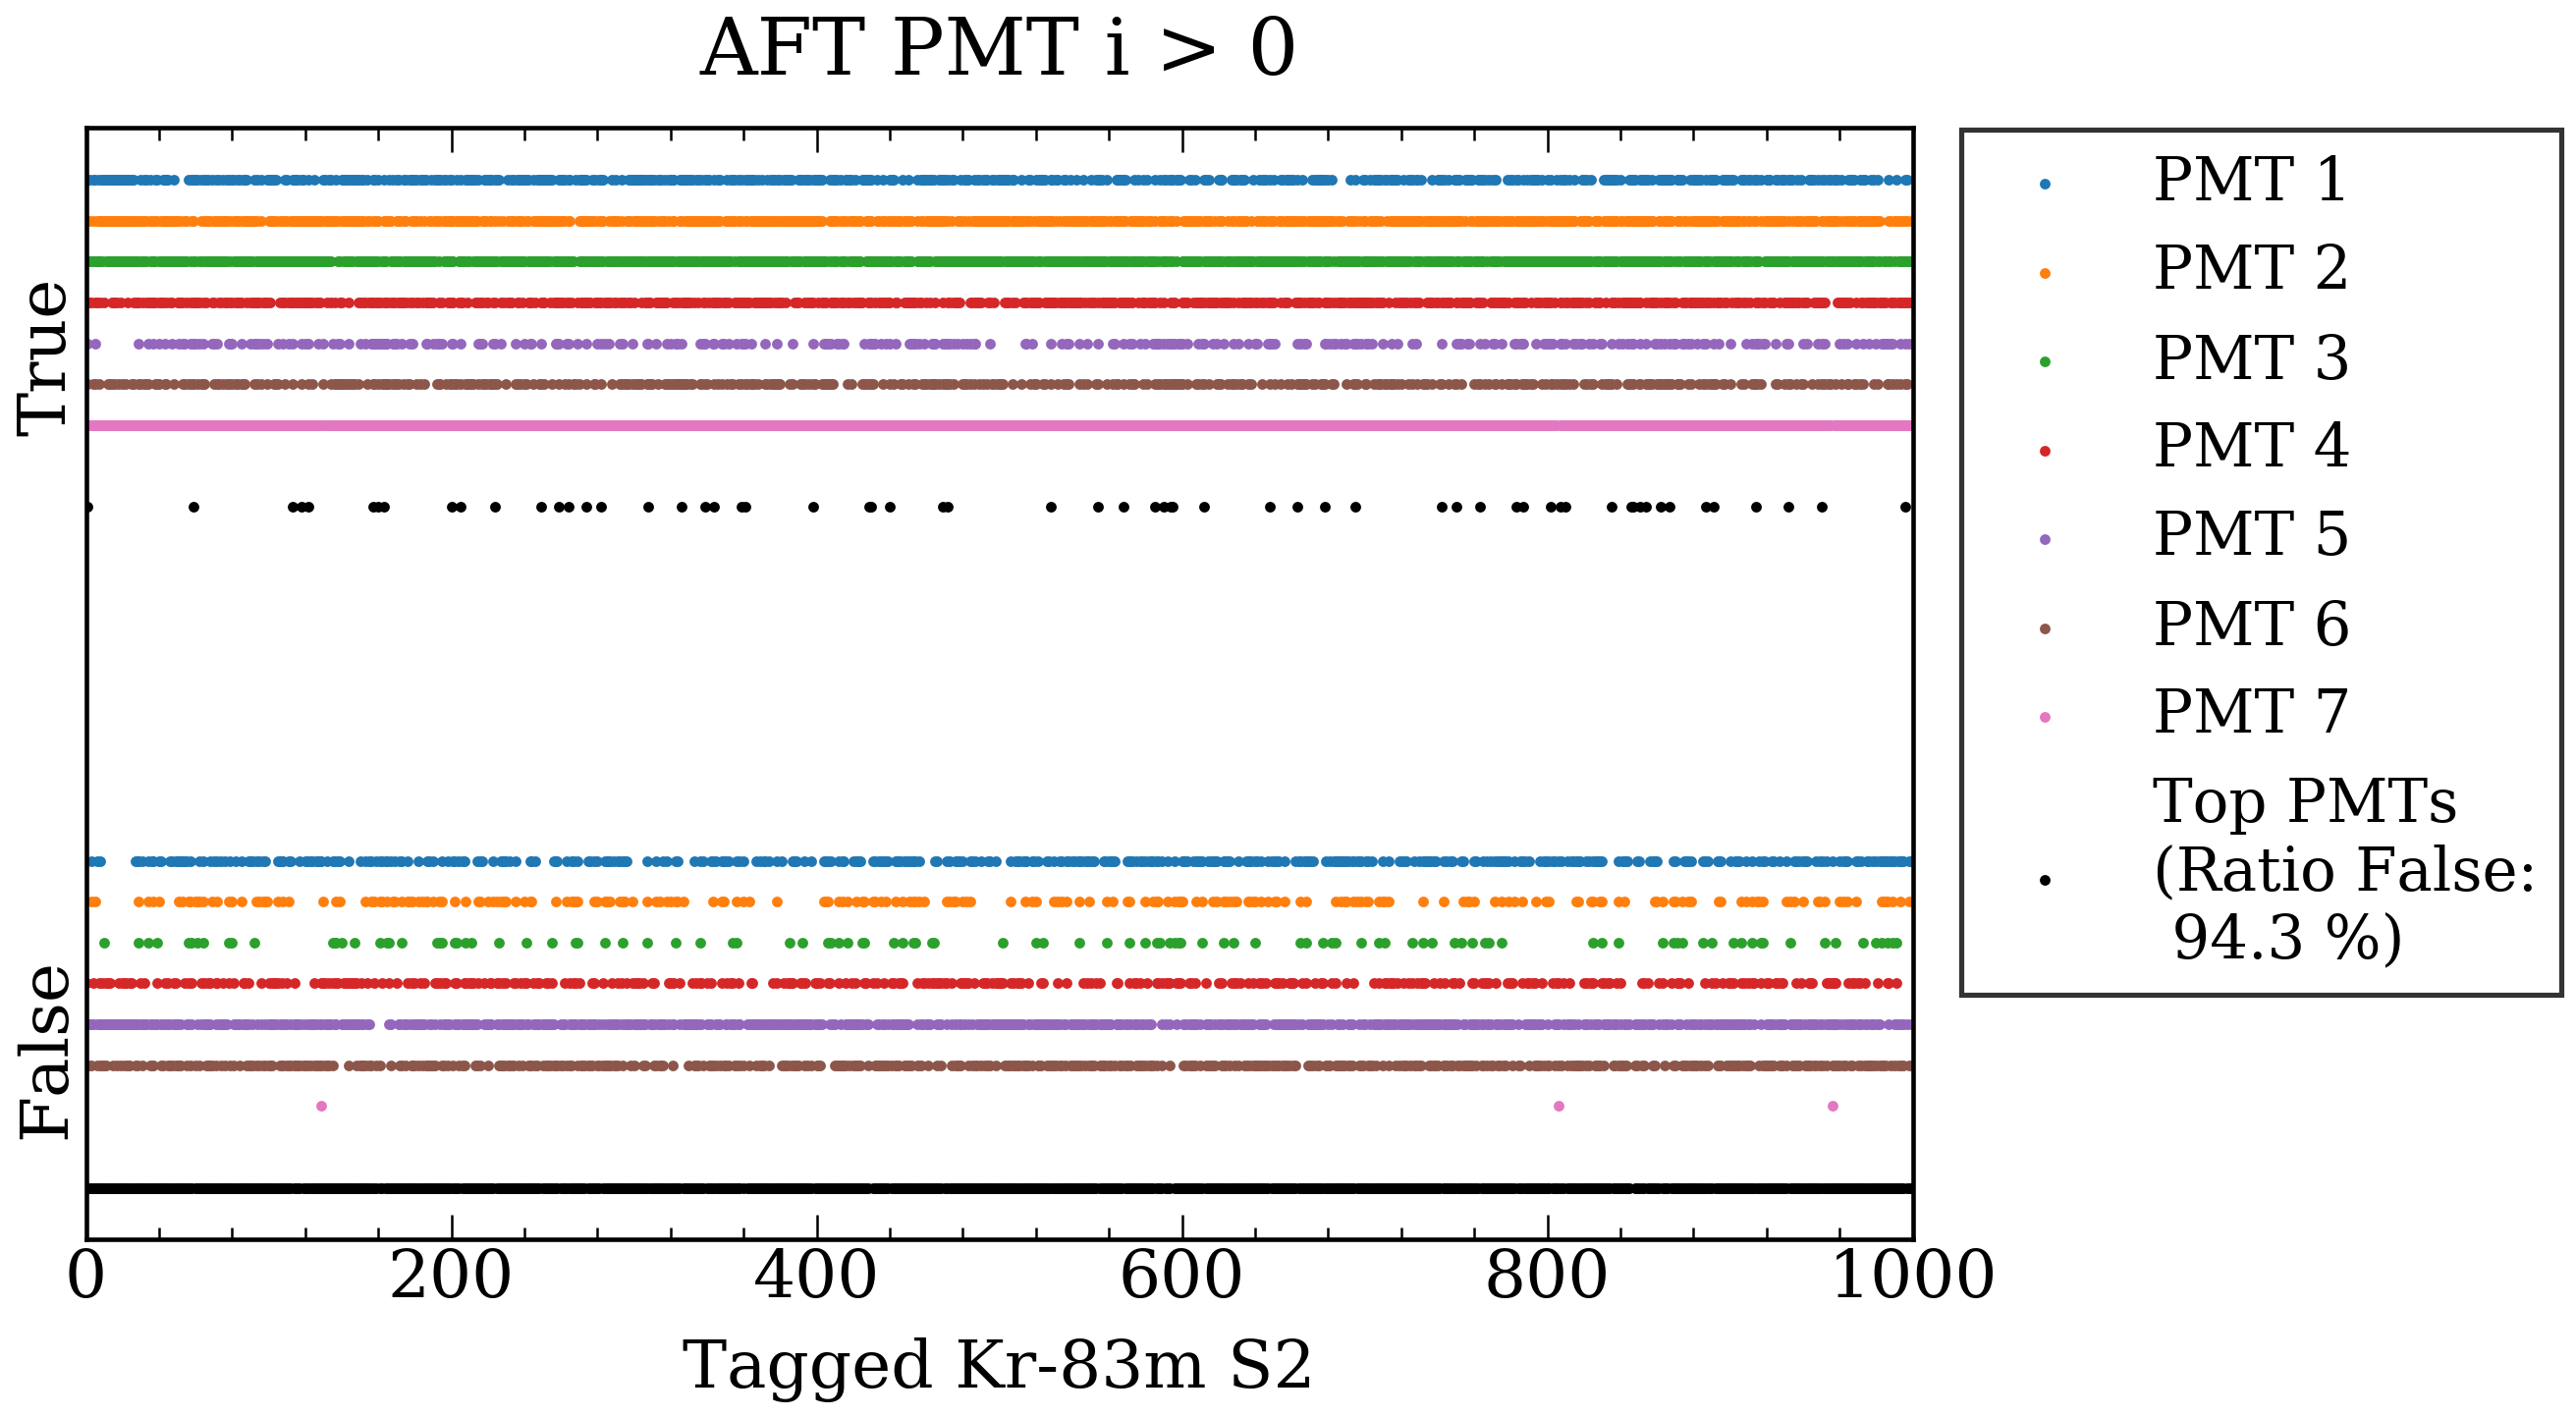 AFT PMT i > 0
True
False
0 200 400 600 800 1000
Tagged Kr-83m S2
PMT 1
PMT 2
PMT 3
PMT 4
PMT 5
PMT 6
PMT 7
Top PMTs
(Ratio False:
94.3 %)